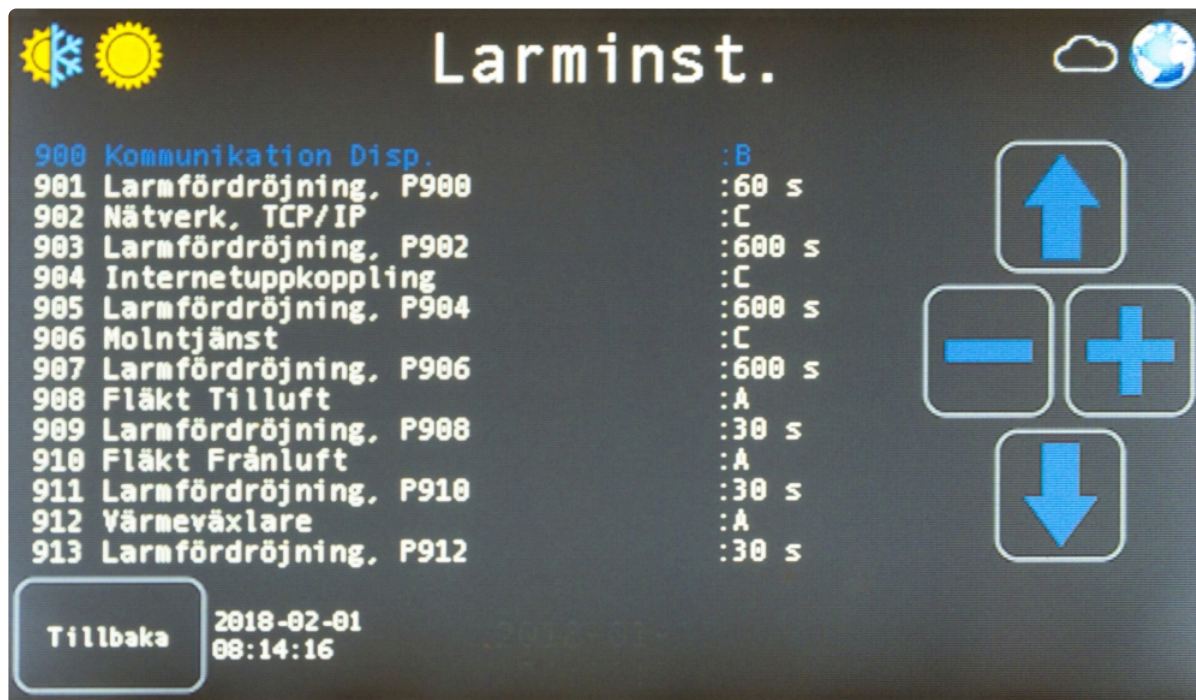 Larminst.
900 Kommunikation Disp. :B
901 Larmfördröjning, P900 :60 s
902 Nätverk, TCP/IP :C
903 Larmfördröjning, P902 :600 s
904 Internetuppkoppling :C
905 Larmfördröjning, P904 :600 s
906 Molntjänst :C
907 Larmfördröjning, P906 :600 s
908 Fläkt Tilluft :A
909 Larmfördröjning, P908 :30 s
910 Fläkt Frånluft :A
911 Larmfördröjning, P910 :30 s
912 Värmeväxlare :A
913 Larmfördröjning, P912 :30 s
Tillbaka
2018-02-01
08:14:16